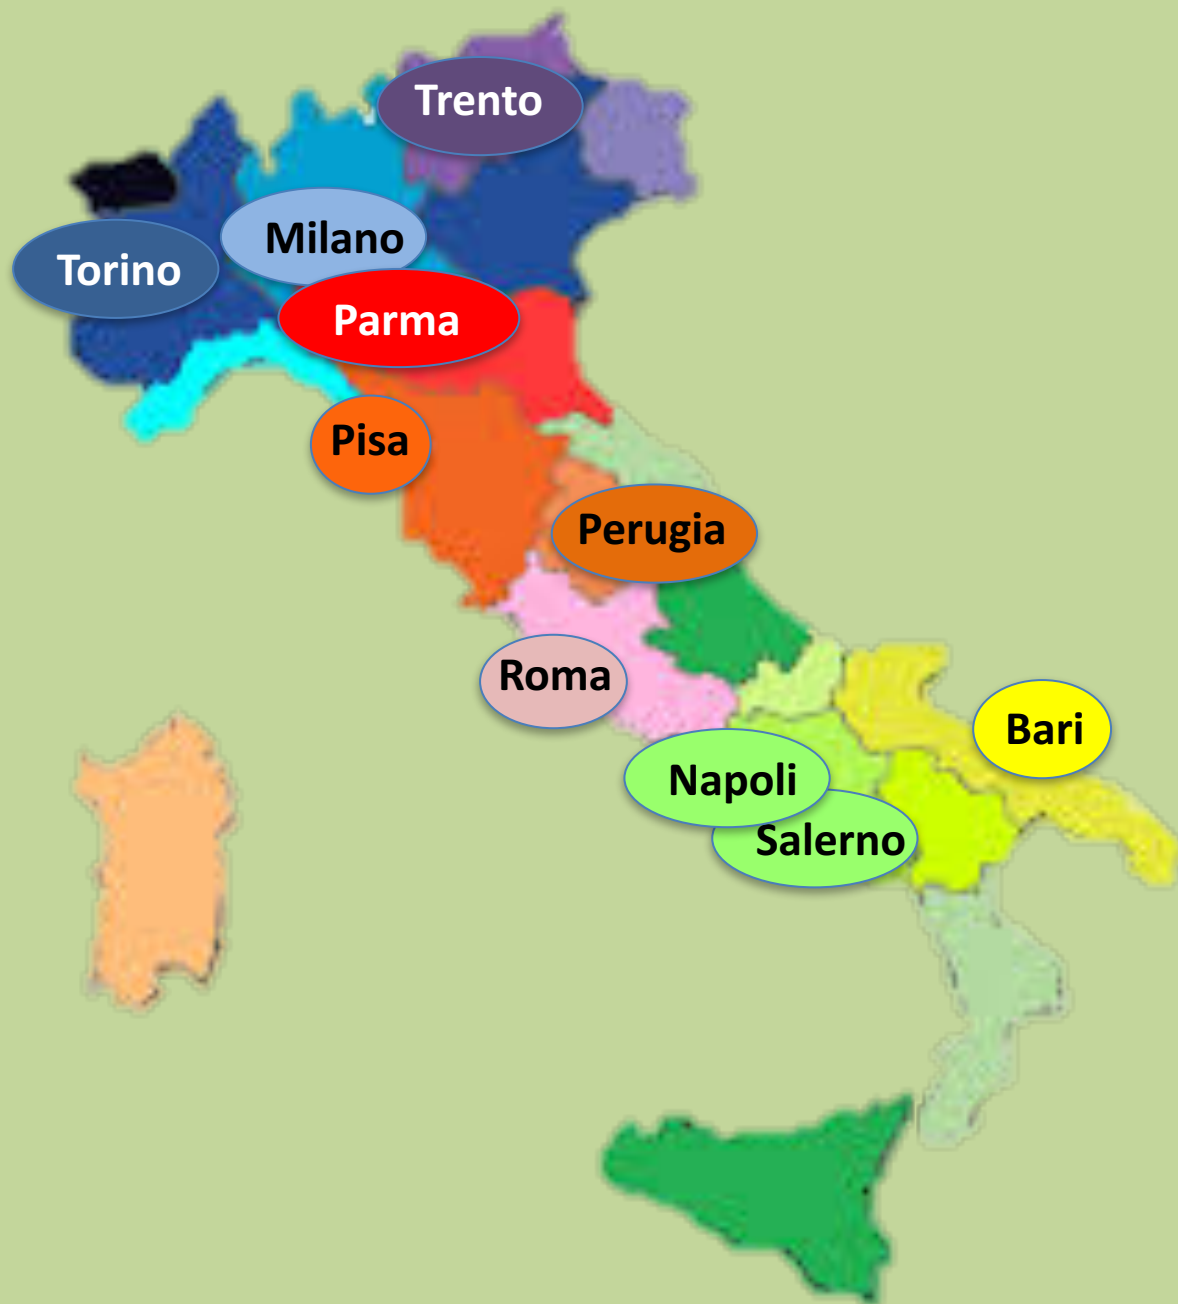 Trento
Milano
Torino
Parma
Pisa
Perugia
Roma
Bari
Napoli
Salerno